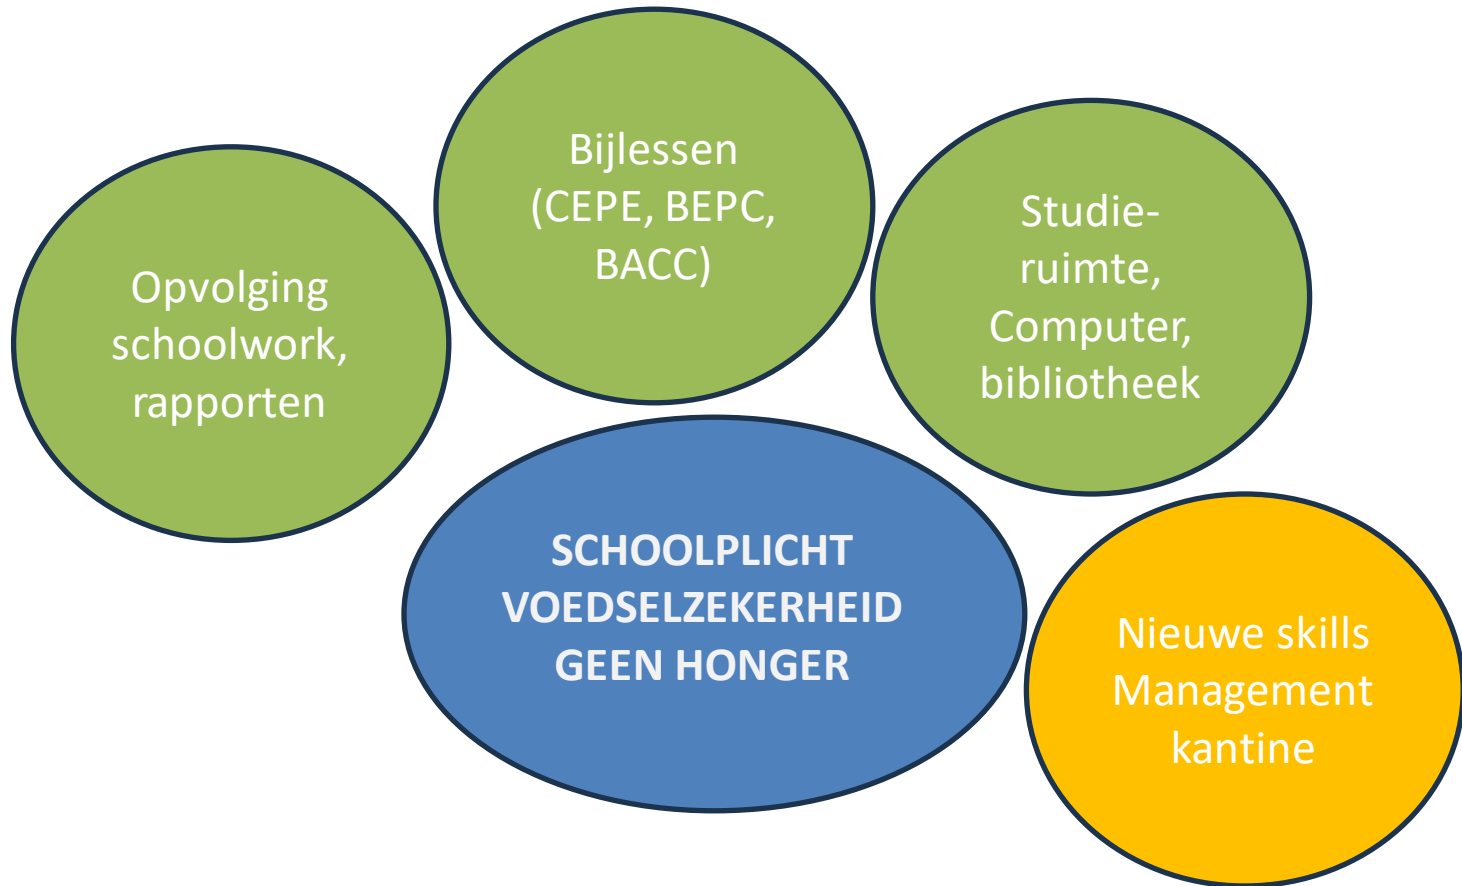 Opvolging
schoolwork,
rapporten
Bijlessen
(CEPE, BEPC,
BACC)
Studie-
ruimte,
Computer,
bibliotheek
SCHOOLPLICHT
VOEDSELZEKERHEID
GEEN HONGER
Nieuwe skills
Management
kantine